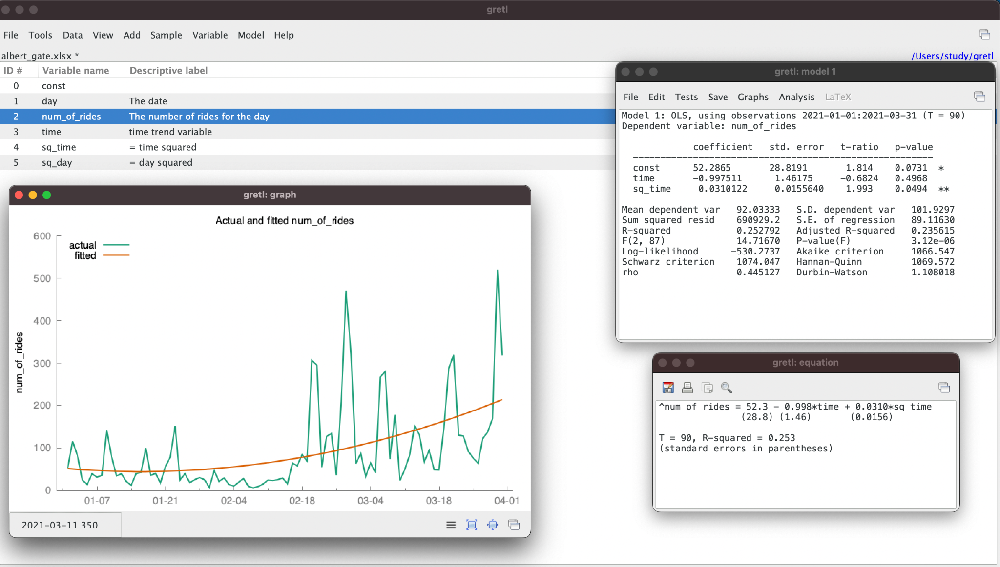 gretl
File Tools Data View Add Sample Variable Model Help
albert_gate.xlsx *
/Users/study/gretl
ID # Variable name Descriptive label
0 const
1 day The date
2 num_of_rides The number of rides for the day
3 time time trend variable
4 sq_time = time squared
5 sq_day = day squared
gretl: graph
Actual and fitted num_of_rides
actual
fitted
num_of_rides
600
500
400
300
200
100
0
01-07 01-21 02-04 02-18 03-04 03-18 04-01
2021-03-11 350
gretl: model 1
File Edit Tests Save Graphs Analysis LaTeX
Model 1: OLS, using observations 2021-01-01:2021-03-31 (T = 90)
Dependent variable: num_of_rides
coefficient std. error t-ratio p-value
const 52.2865 28.8191 1.814 0.0731 *
time -0.997511 1.46175 -0.6824 0.4968
sq_time 0.0310122 0.0155640 1.993 0.0494 **
Mean dependent var 92.03333 S.D. dependent var 101.9297
Sum squared resid 690929.2 S.E. of regression 89.11630
R-squared 0.252792 Adjusted R-squared 0.235615
F(2, 87) 14.71670 P-value(F) 3.12e-06
Log-likelihood -530.2737 Akaike criterion 1066.547
Schwarz criterion 1074.047 Hannan-Quinn 1069.572
rho 0.445127 Durbin-Watson 1.108018
gretl: equation
^num_of_rides = 52.3 - 0.998*time + 0.0310*sq_time
(28.8) (1.46) (0.0156)
T = 90, R-squared = 0.253
(standard errors in parentheses)